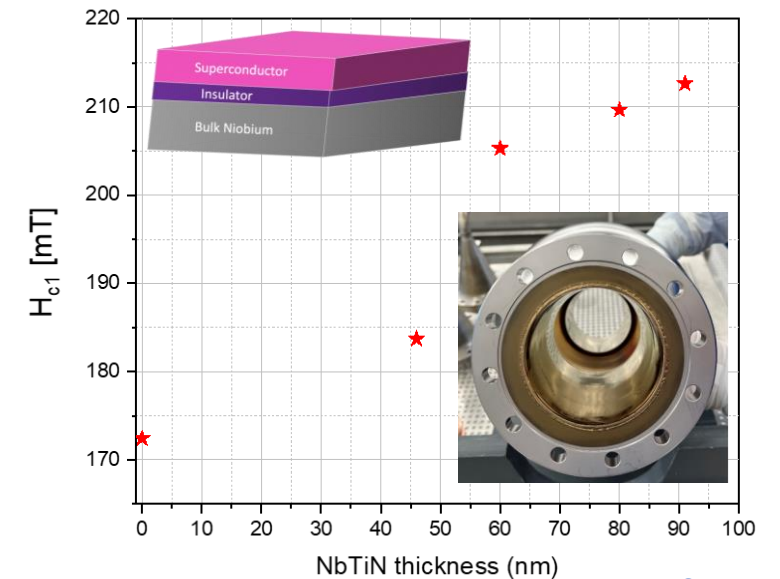 220
210
200
190
180
170
H_c1 [mT]
Superconductor
Insulator
Bulk Niobium
0 10 20 30 40 50 60 70 80 90 100
NbTiN thickness (nm)